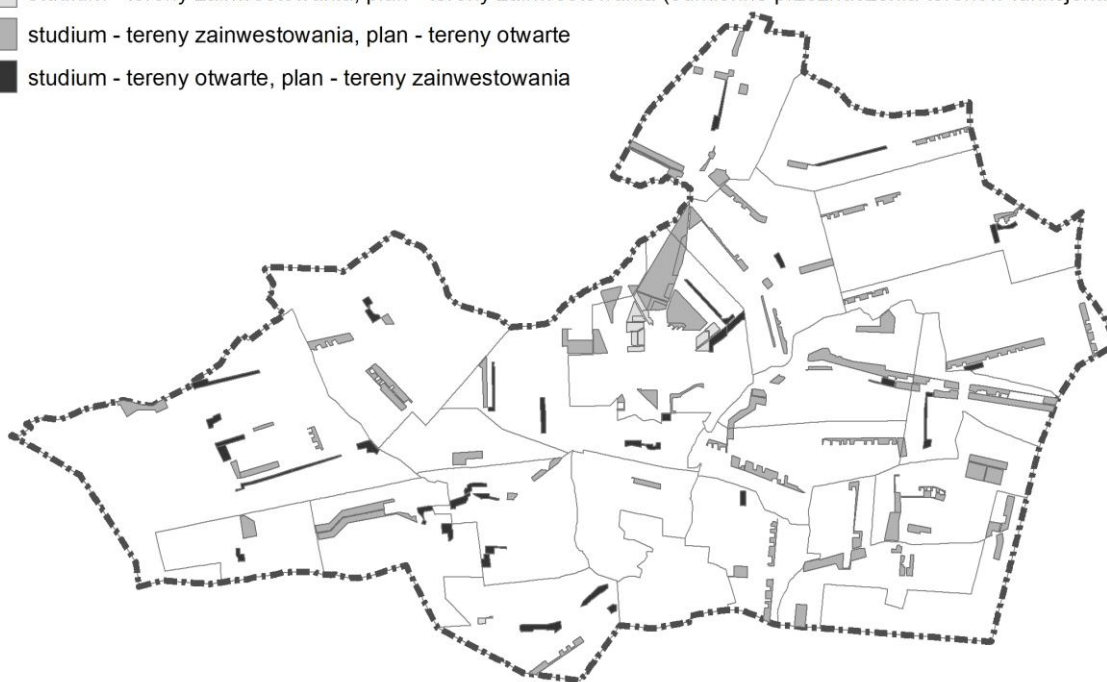 studium - tereny zainwestowania, plan - tereny otwarte
studium - tereny otwarte, plan - tereny zainwestowania